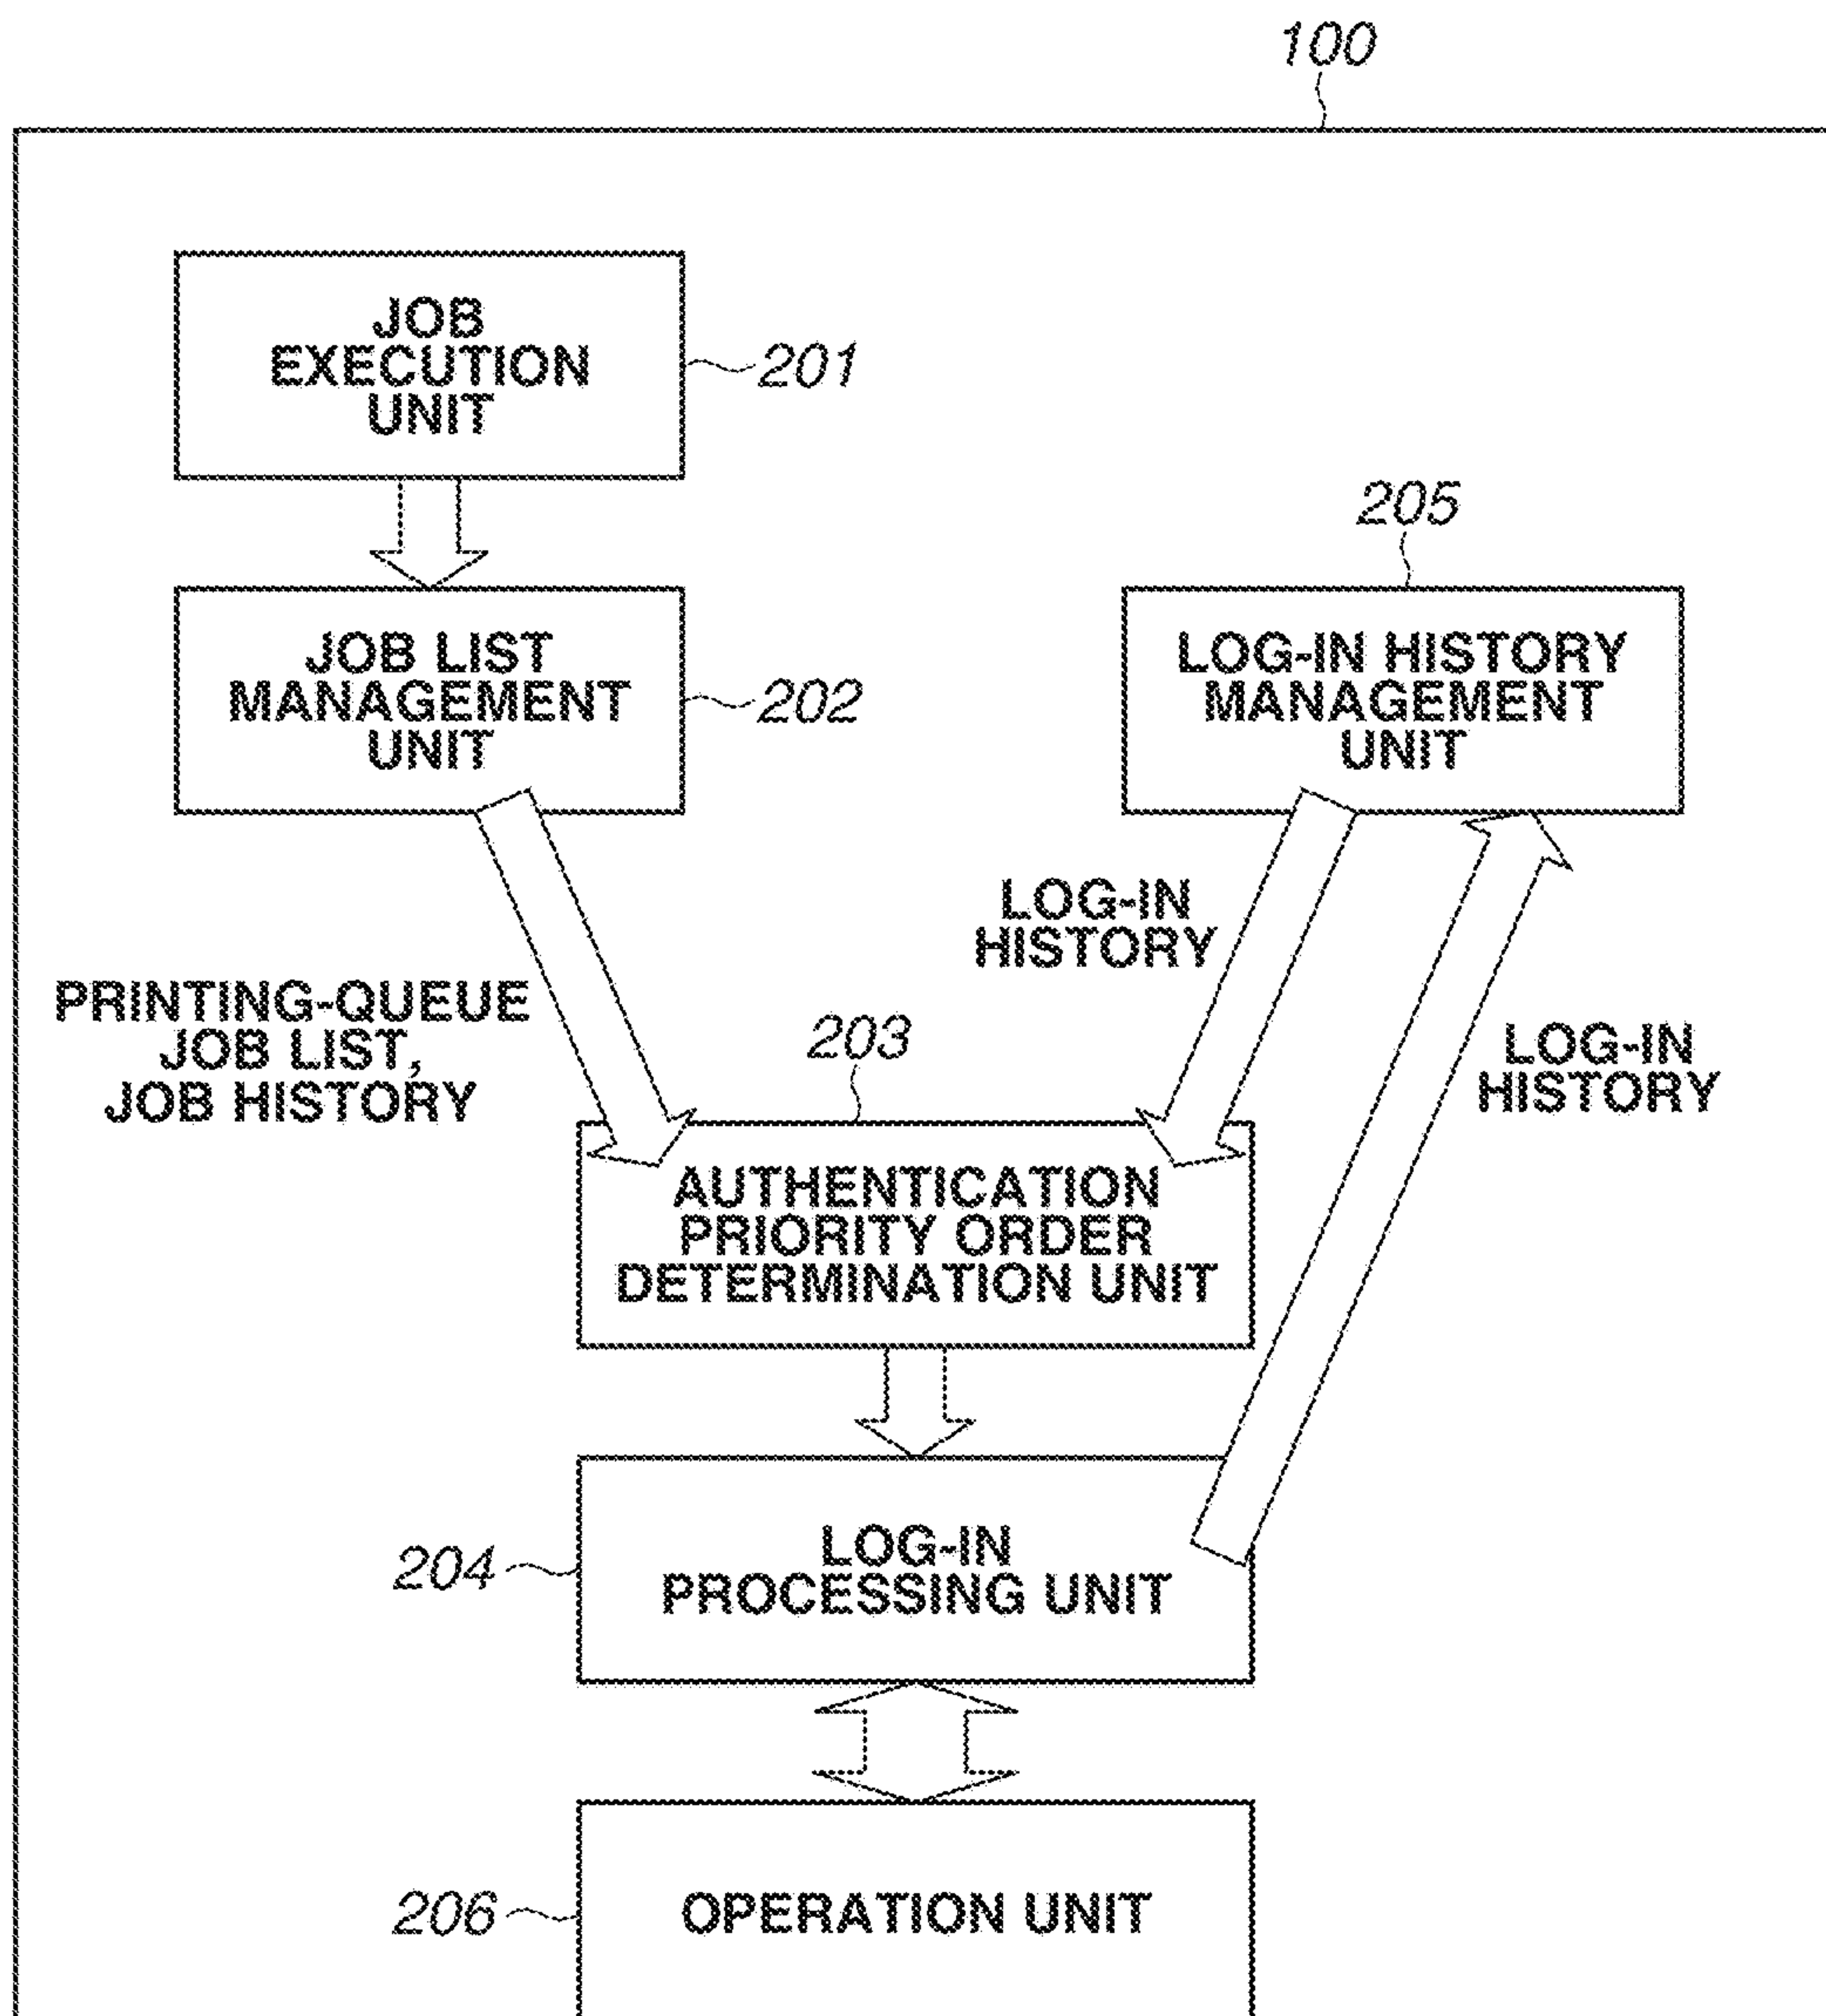 100
JOB
EXECUTION
UNIT
201
205
JOB LIST
MANAGEMENT
UNIT
202
LOG-IN HISTORY
MANAGEMENT
UNIT
LOG-IN
HISTORY
PRINTING-QUEUE
JOB LIST,
JOB HISTORY
203
LOG-IN
HISTORY
AUTHENTICATION
PRIORITY ORDER
DETERMINATION UNIT
204
LOG-IN
PROCESSING UNIT
206
OPERATION UNIT